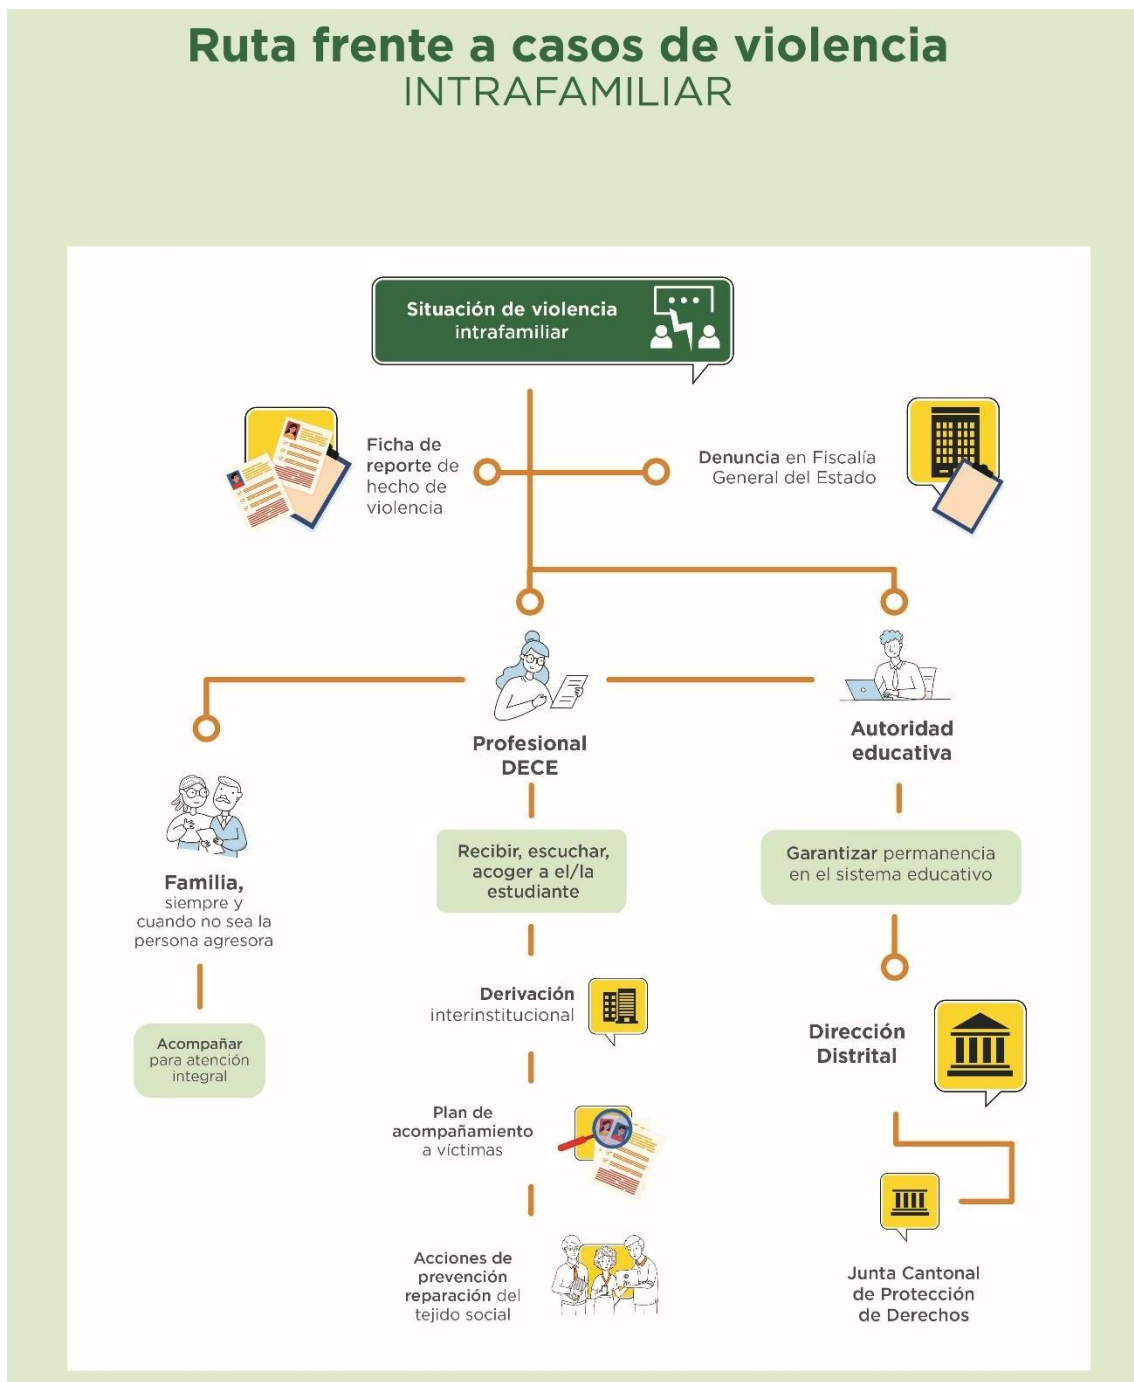 Ruta frente a casos de violencia
INTRAFAMILIAR
Situación de violencia
intrafamiliar
Ficha de
reporte de
hecho de
violencia
Denuncia en Fiscalía
General del Estado
Profesional
DECE
Autoridad
educativa
Familia,
siempre y
cuando no sea la
persona agresora
Acompañar
para atención
integral
Recibir, escuchar,
acoger a el/la
estudiante
Derivación
interinstitucional
Plan de
acompañamiento
a víctimas
Acciones de
prevención
reparación del
tejido social
Garantizar permanencia
en el sistema educativo
Dirección
Distrital
Junta Cantonal
de Protección
de Derechos